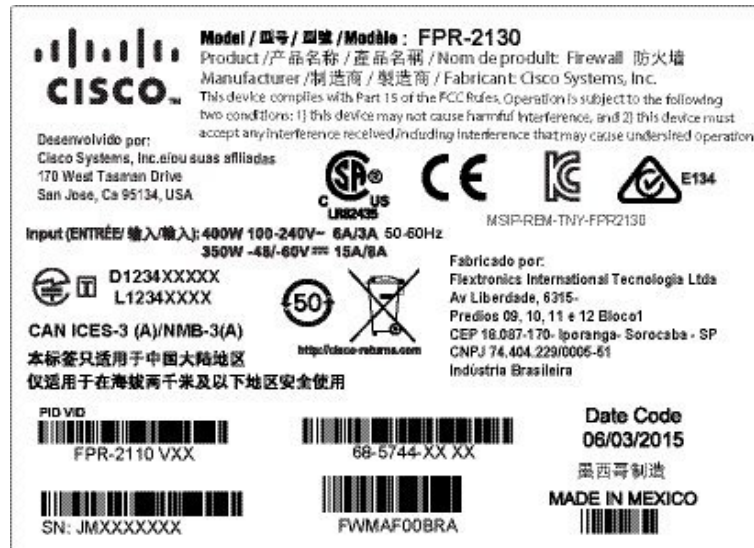 CISCO™
Model / 型号 / 型號 / Modèle : FPR-2130
Product / 产品名称 / 產品名稱 / Nom de produit: Firewall 防火墙
Manufacturer / 制造商 / 製造商 / Fabricant: Cisco Systems, Inc.
This device complies with Part 15 of the FCC Rules, Operation is subject to the following
two conditions: 1) this device may not cause harmful interference, and 2) this device must
accept any interference received, including interference that may cause undersired operation
Desenvolvido por:
Cisco Systems, Inc.e/ou suas afiliadas
170 West Tasman Drive
San Jose, Ca 95134, USA
SA ®
C US
LR82435
CE
E134
MSIP-REM-TNY-FPR2130
Input (ENTRÉE/ 输入/輸入): 400W 100-240V~ 6A/3A 50-60Hz
350W -48/-60V 15A/8A
T
D1234XXXXX
L1234XXXX
50
http://cisco-returns.com
CAN ICES-3 (A)/NMB-3(A)
本标签只适用于中国大陆地区
仅适用于在海拔两千米及以下地区安全使用
Fabricado por:
Flextronics International Tecnologia Ltda
Av Liberdade, 6315-
Predios 09, 10, 11 e 12 Bloco1
CEP 18.087-170- Iporanga- Sorocaba - SP
CNPJ 74.404.229/0005-51
Indústria Brasileira
PID VID
FPR-2110 VXX
68-5744-XX XX
SN: JMXXXXXXX
FWMAF00BRA
Date Code
06/03/2015
墨西哥制造
MADE IN MEXICO